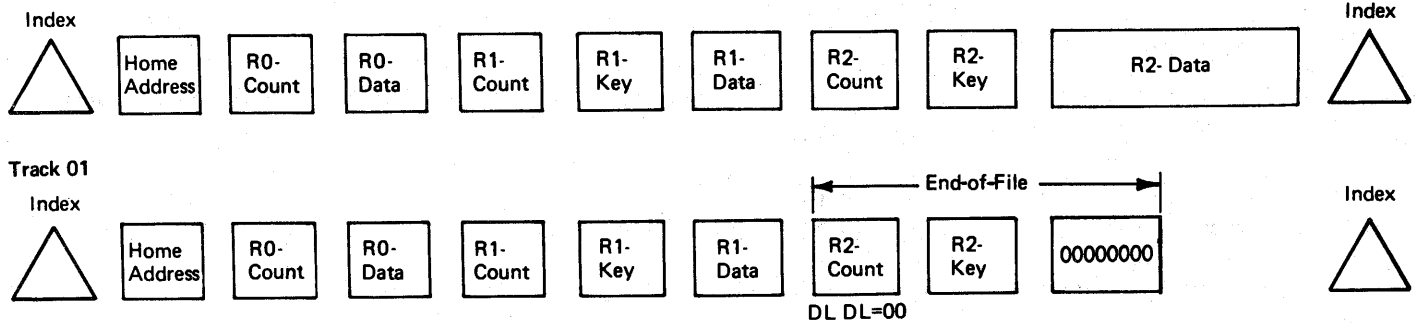 Index
Index
Home
Address
R0-
Count
R0-
Data
R1-
Count
R1-
Key
R1-
Data
R2-
Count
R2-
Key
R2- Data
Track 01
Index
End-of-File
Index
Home
Address
R0-
Count
R0-
Data
R1-
Count
R1-
Key
R1-
Data
R2-
Count
R2-
Key
00000000
DL DL=00